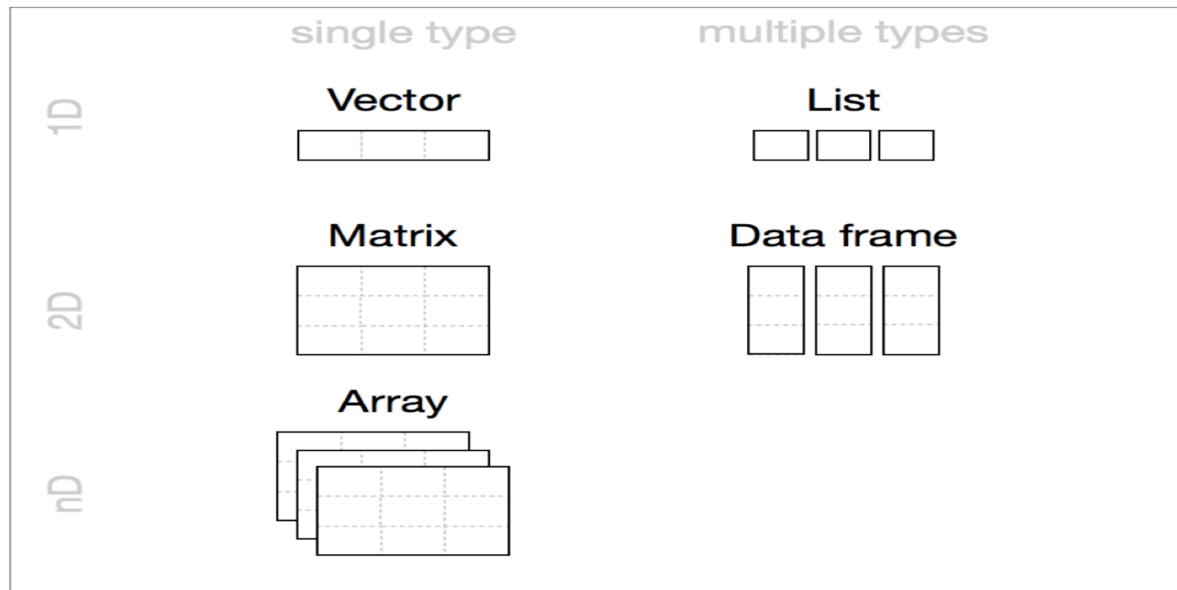 single type
multiple types
1D
Vector
List
2D
Matrix
Data frame
nD
Array